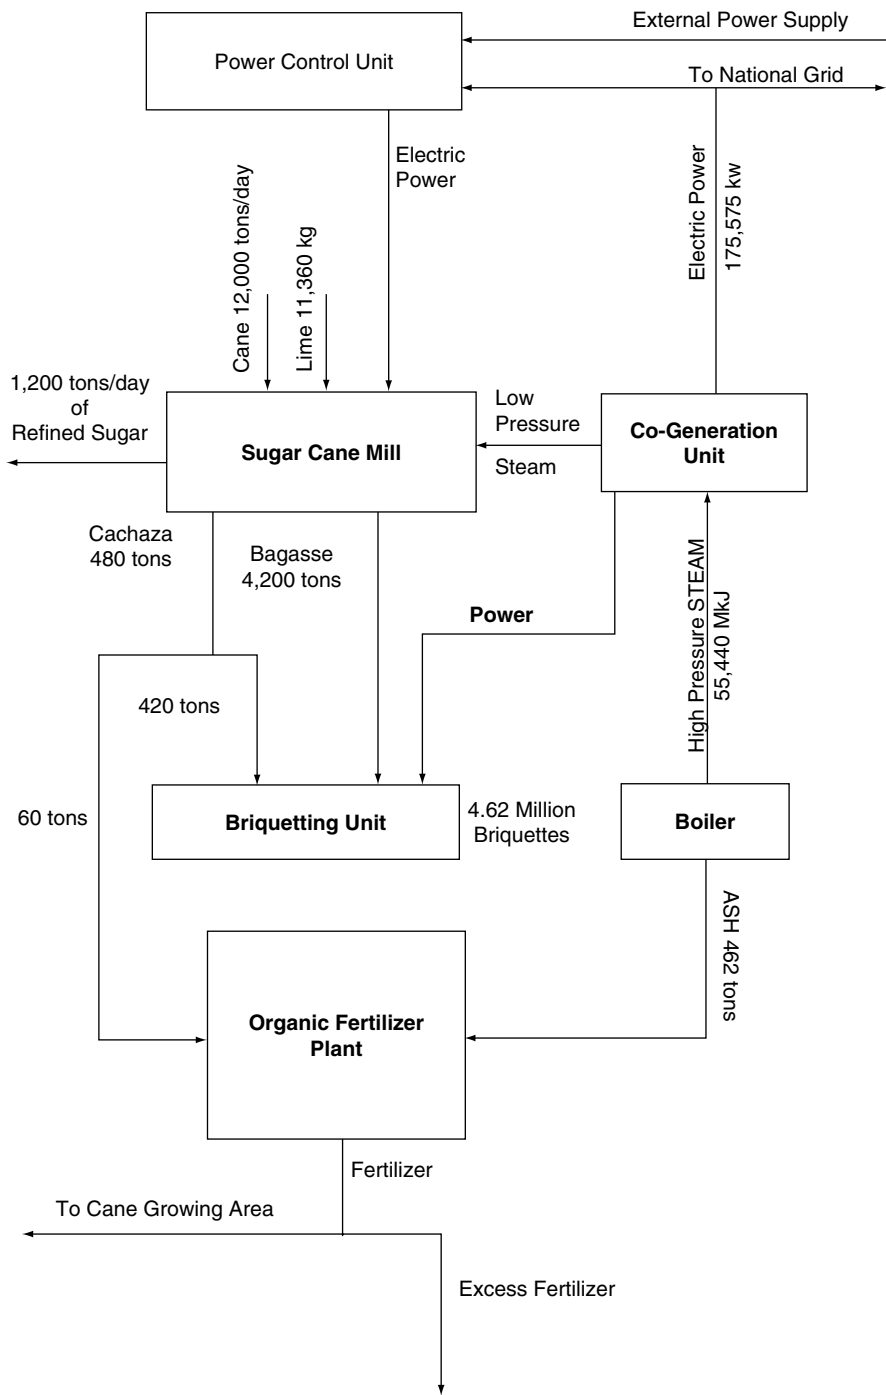 External Power Supply
Power Control Unit
To National Grid
Electric
Power
Electric Power
175,575 kw
Cane 12,000 tons/day
Lime 11,360 kg
1,200 tons/day
of
Refined Sugar
Sugar Cane Mill
Low
Pressure
Steam
Co-Generation
Unit
Cachaza
480 tons
Bagasse
4,200 tons
Power
High Pressure STEAM
55,440 MkJ
420 tons
60 tons
Briquetting Unit
4.62 Million
Briquettes
Boiler
ASH 462 tons
Organic Fertilizer
Plant
Fertilizer
To Cane Growing Area
Excess Fertilizer